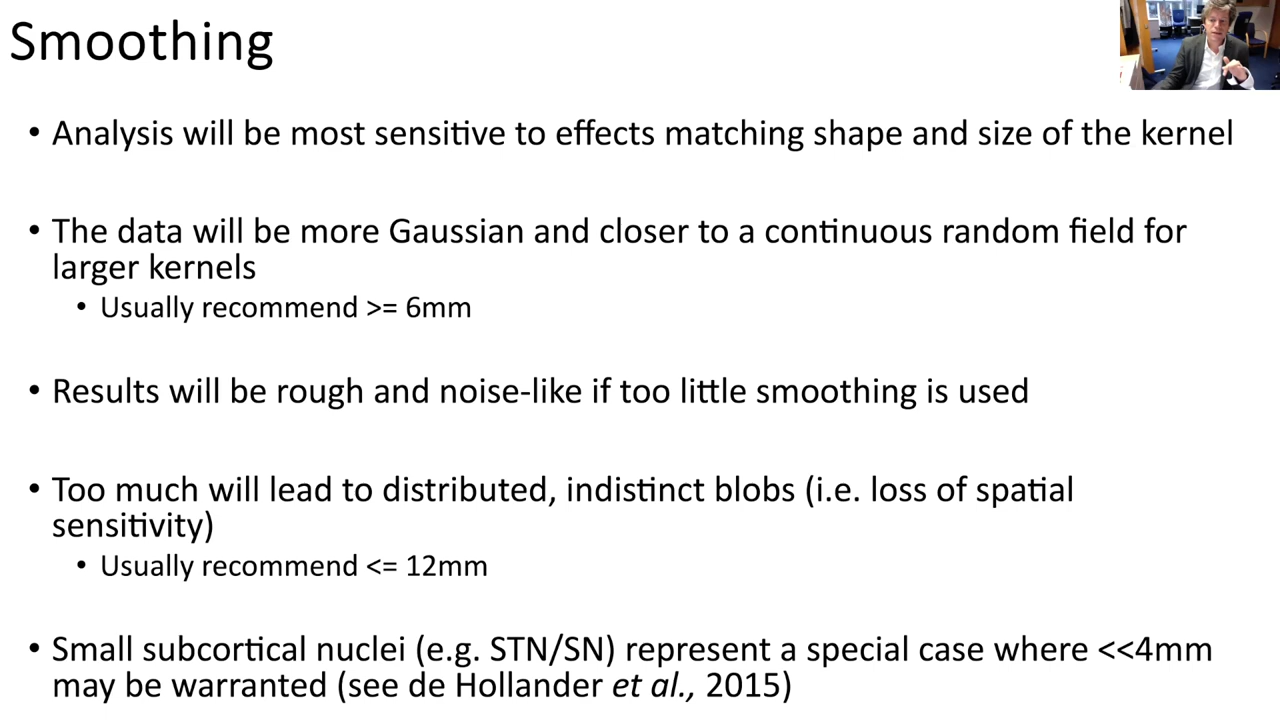 Smoothing
• Analysis will be most sensitive to effects matching shape and size of the kernel
• The data will be more Gaussian and closer to a continuous random field for
larger kernels
• Usually recommend >= 6mm
• Results will be rough and noise-like if too little smoothing is used
• Too much will lead to distributed, indistinct blobs (i.e. loss of spatial
sensitivity)
• Usually recommend <= 12mm
• Small subcortical nuclei (e.g. STN/SN) represent a special case where <<4mm
may be warranted (see de Hollander et al., 2015)